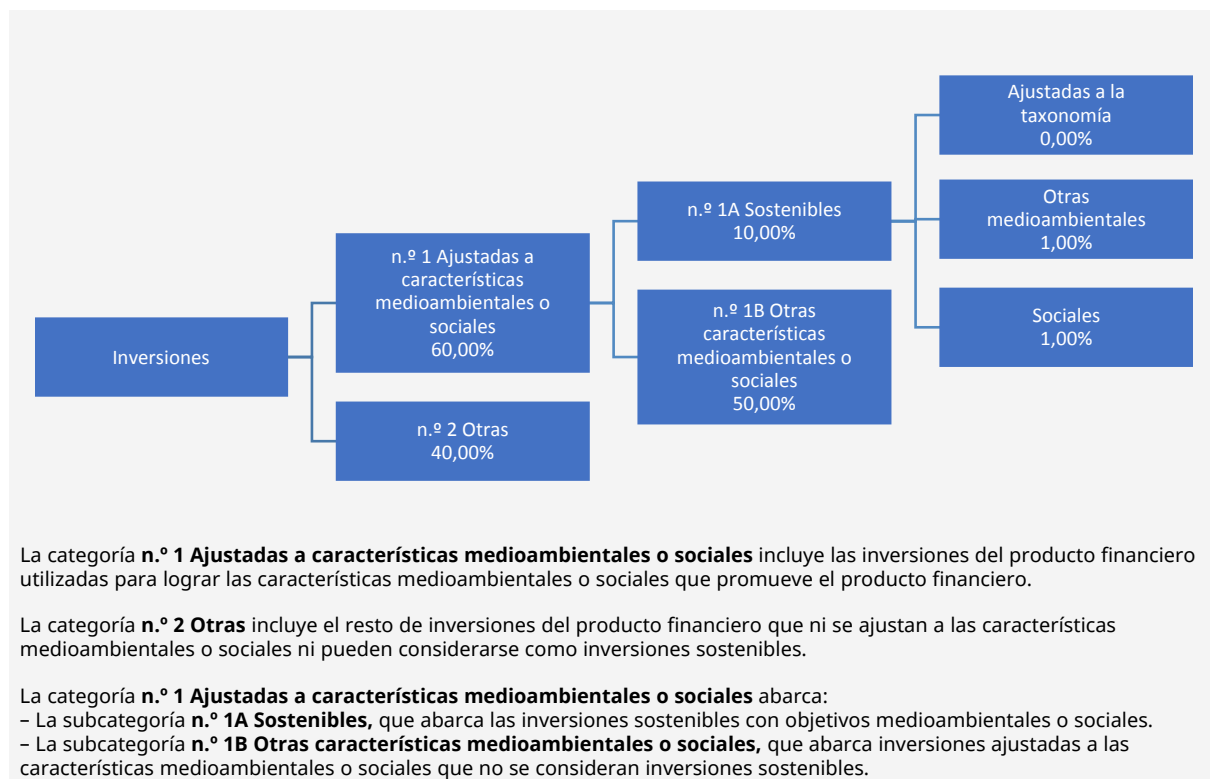 Inversiones
n.º 1 Ajustadas a
características
medioambientales o
sociales
60,00%
n.º 2 Otras
40,00%
n.º 1A Sostenibles
10,00%
n.º 1B Otras
características
medioambientales o
sociales
50,00%
Ajustadas a la
taxonomía
0,00%
Otras
medioambientales
1,00%
Sociales
1,00%
La categoría n.º 1 Ajustadas a características medioambientales o sociales incluye las inversiones del producto financiero
utilizadas para lograr las características medioambientales o sociales que promueve el producto financiero.
La categoría n.º 2 Otras incluye el resto de inversiones del producto financiero que ni se ajustan a las características
medioambientales o sociales ni pueden considerarse como inversiones sostenibles.
La categoría n.º 1 Ajustadas a características medioambientales o sociales abarca:
– La subcategoría n.º 1A Sostenibles, que abarca las inversiones sostenibles con objetivos medioambientales o sociales.
– La subcategoría n.º 1B Otras características medioambientales o sociales, que abarca inversiones ajustadas a las
características medioambientales o sociales que no se consideran inversiones sostenibles.